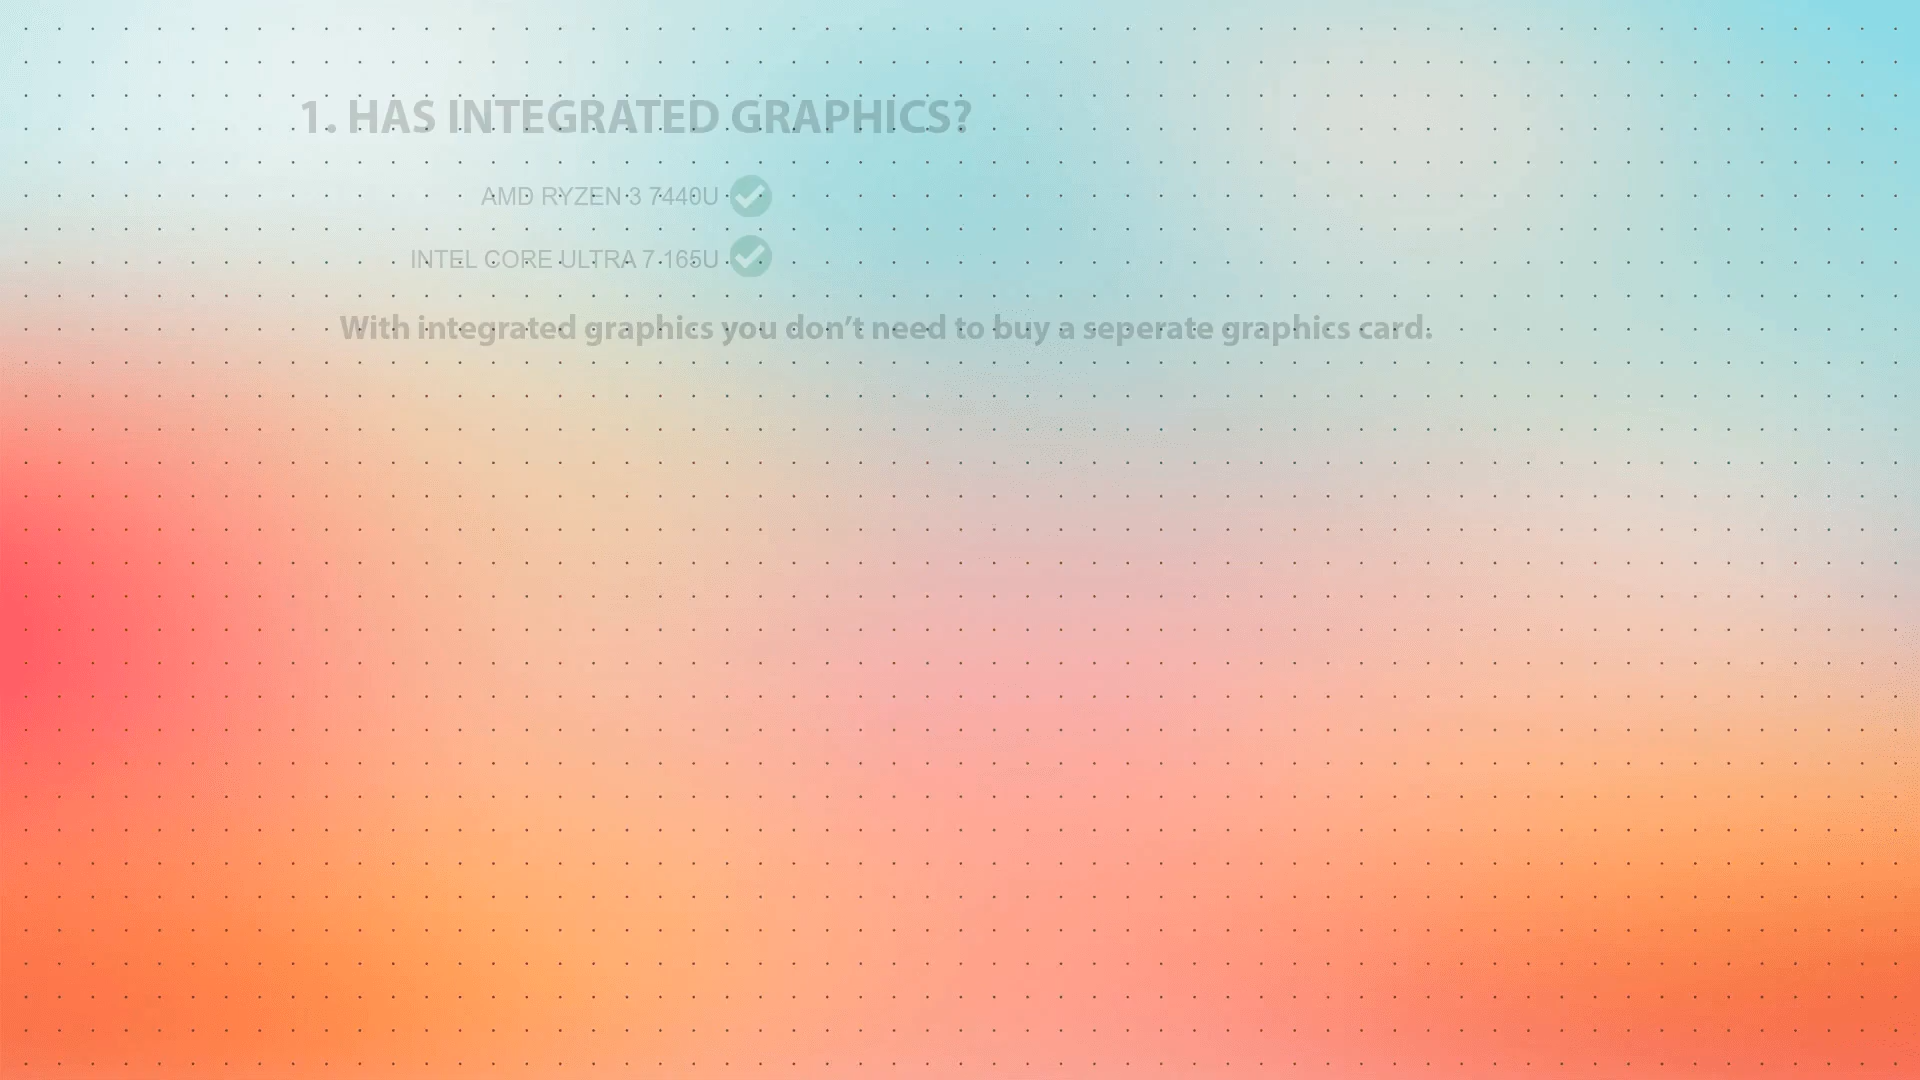 1. HAS INTEGRATED GRAPHICS?
AMD RYZEN 3 7440U
INTEL CORE ULTRA 7 165U
With integrated graphics you don’t need to buy a seperate graphics card.